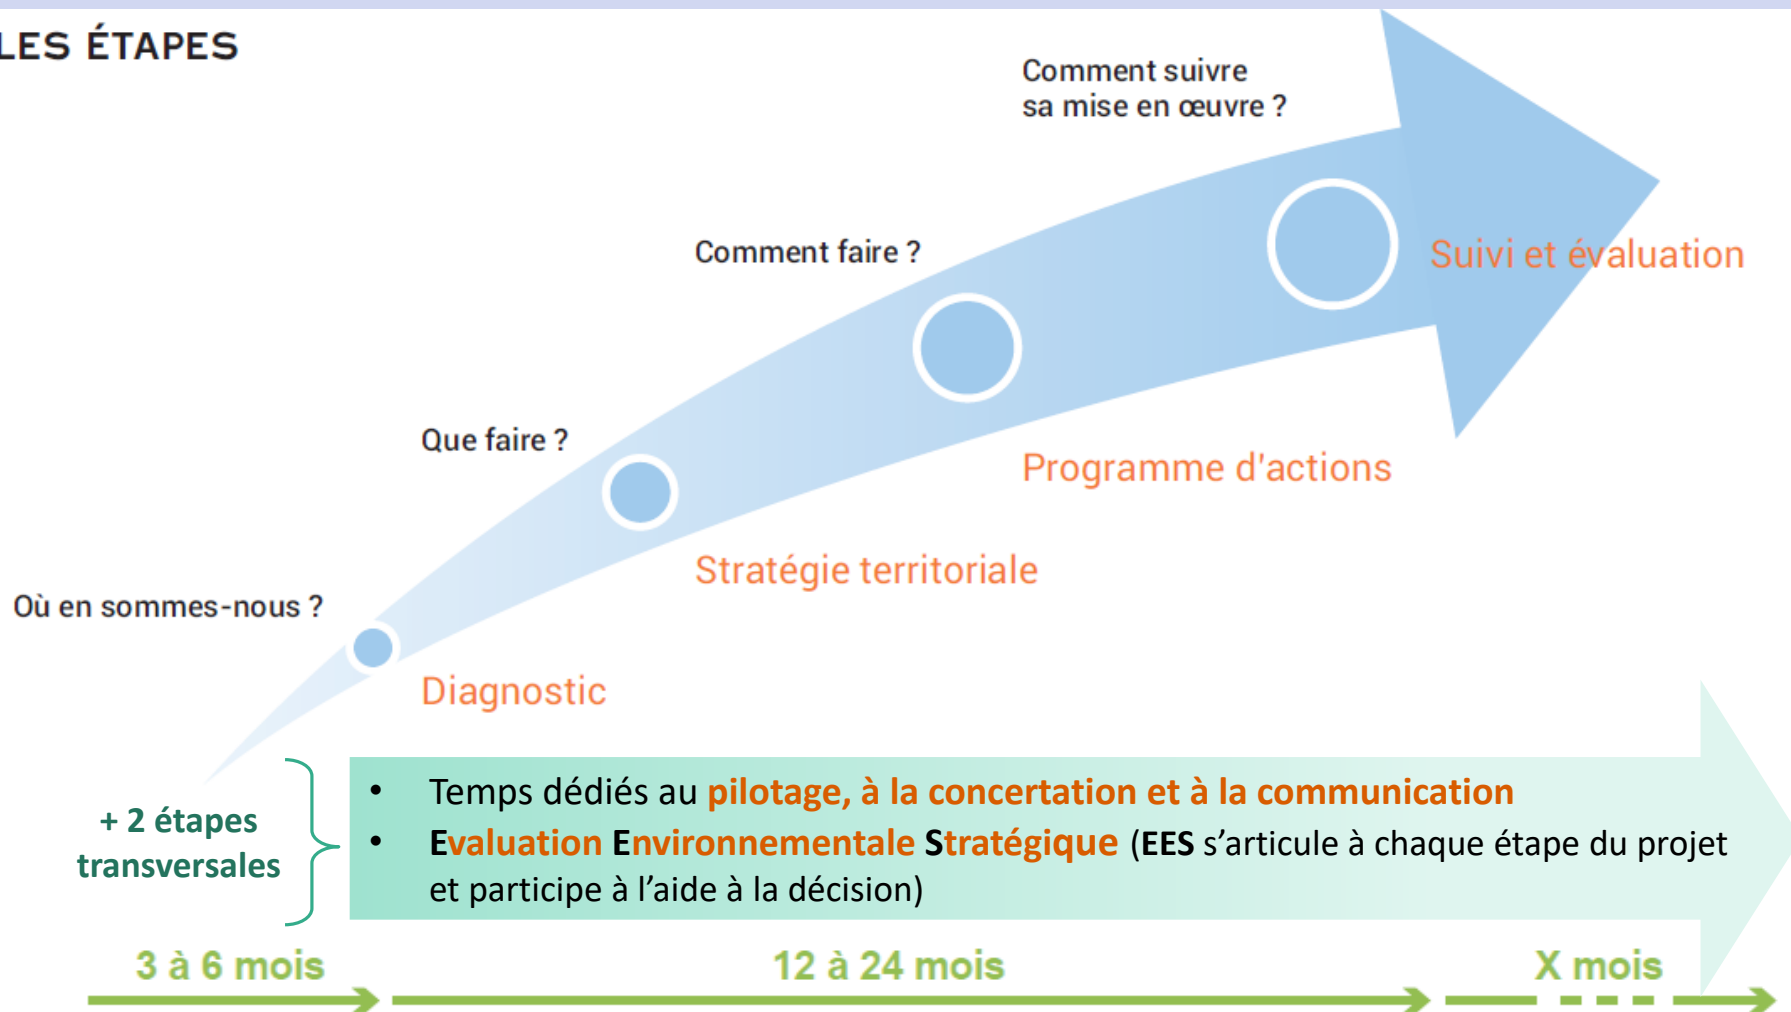 LES ÉTAPES
Comment suivre
sa mise en œuvre ?
Comment faire ?
Suivi et évaluation
Que faire ?
Programme d'actions
Stratégie territoriale
Où en sommes-nous ?
Diagnostic
+ 2 étapes
transversales
• Temps dédiés au pilotage, à la concertation et à la communication
• Evaluation Environnementale Stratégique (EES s’articule à chaque étape du projet
et participe à l’aide à la décision)
3 à 6 mois
12 à 24 mois
X mois